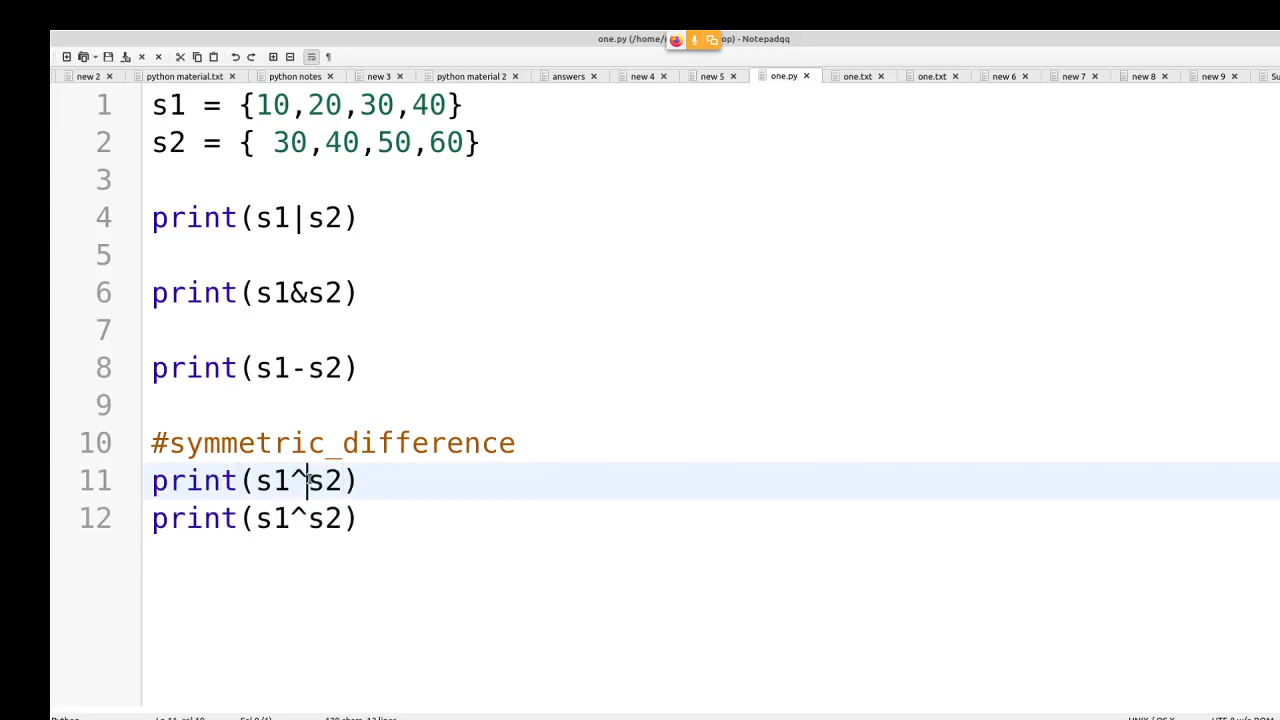 one.py (/home/ op) - Notepadqq
new 2 python material.txt python notes new 3 python material 2 answers new 4 new 5 one.py one.txt one.txt new 6 new 7 new 8 new 9
1 s1 = {10,20,30,40}
2 s2 = { 30,40,50,60}
3
4 print(s1|s2)
5
6 print(s1&s2)
7
8 print(s1-s2)
9
10 #symmetric_difference
11 print(s1^s2)
12 print(s1^s2)